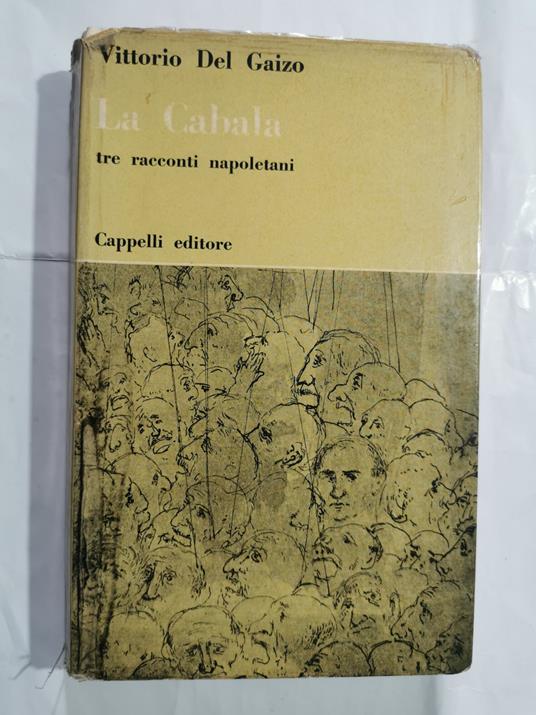 Vittorio Del Gaizo
La Cabala
tre racconti napoletani
Cappelli editore